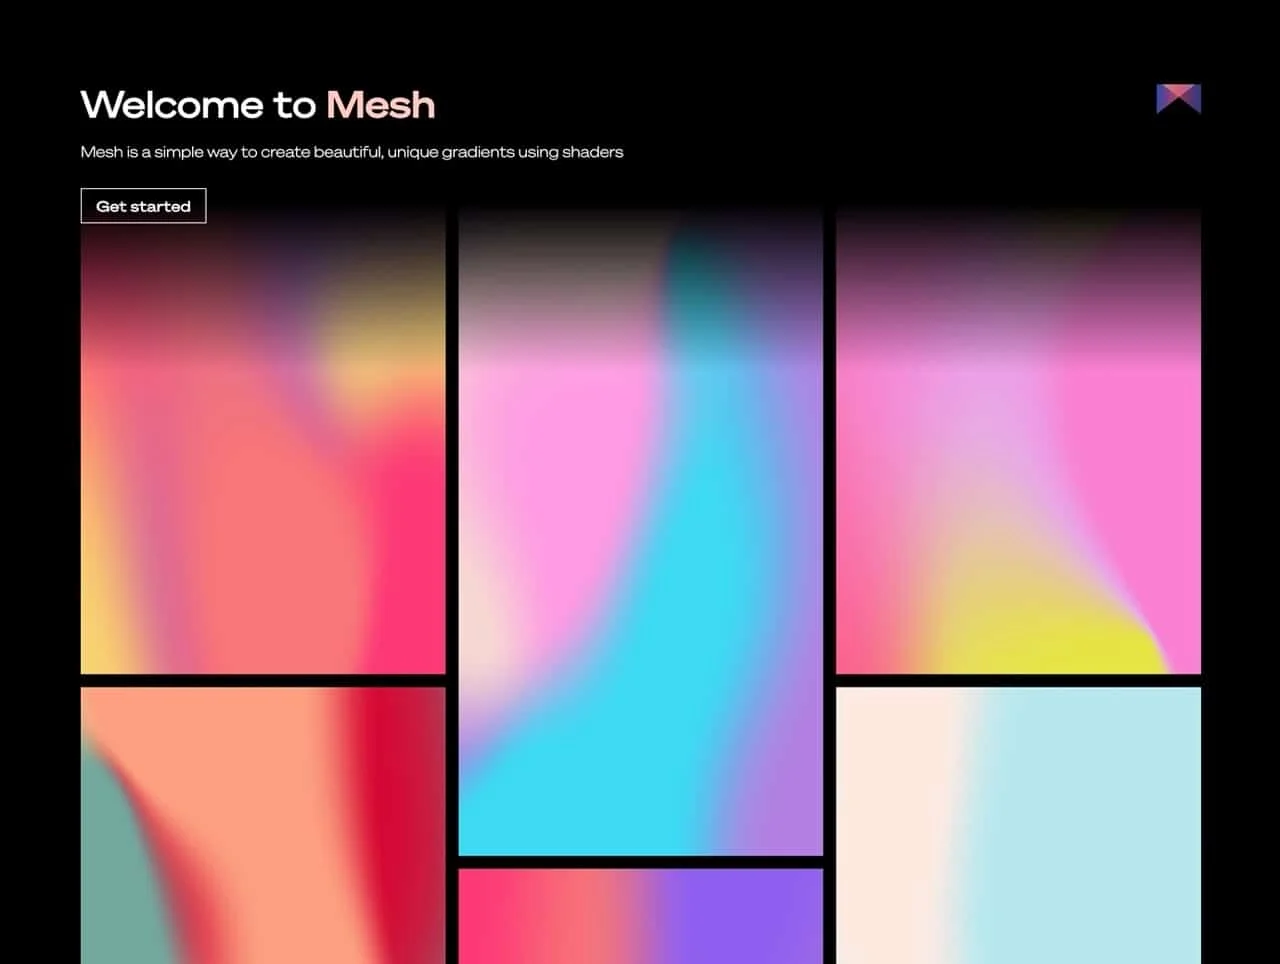 Welcome to Mesh
Mesh is a simple way to create beautiful, unique gradients using shaders
Get started